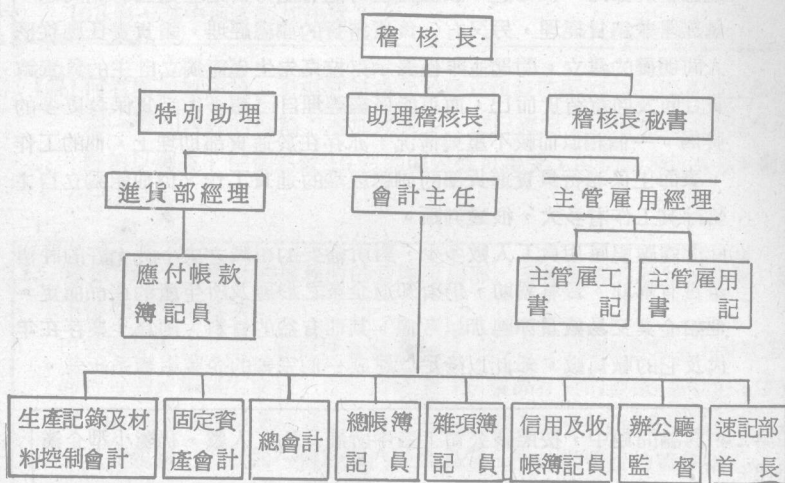 稽核長
特別助理
助理稽核長
稽核長秘書
進貨部經理
會計主任
主管雇用經理
應付帳款
簿記員
主管雇工
書 記
主管雇用
書 記
生產記錄及材
料控制會計
固定資
產會計
總會計
總帳簿
記 員
雜項簿
記 員
信用及收
帳簿記員
辦公廳
監 督
速記部
首 長